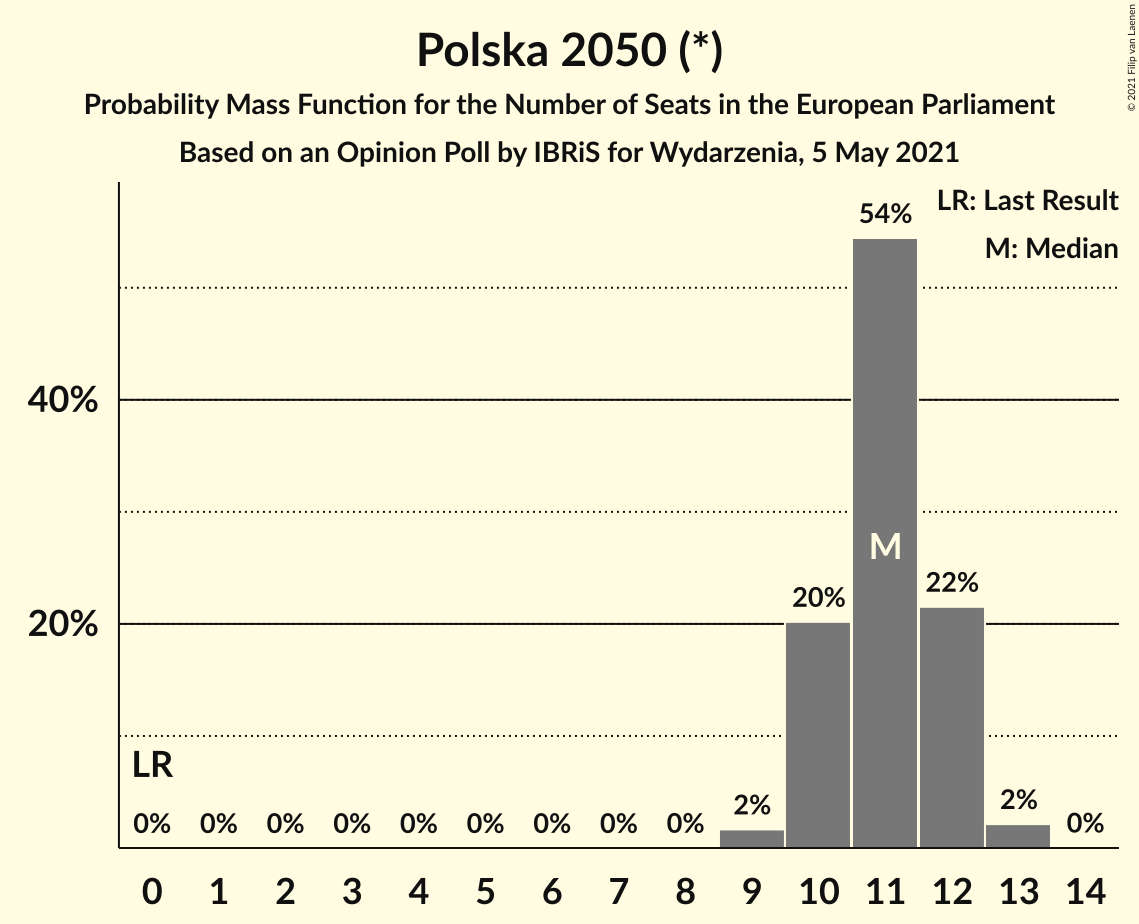 Polska 2050 (*)
Probability Mass Function for the Number of Seats in the European Parliament
Based on an Opinion Poll by IBRiS for Wydarzenia, 5 May 2021
© 2021 Filip van Laenen
LR: Last Result
M: Median
54%
40%
M
22%
20%
20%
LR
2%
2%
0% 0% 0% 0% 0% 0% 0% 0% 0% 0%
0 1 2 3 4 5 6 7 8 9 10 11 12 13 14